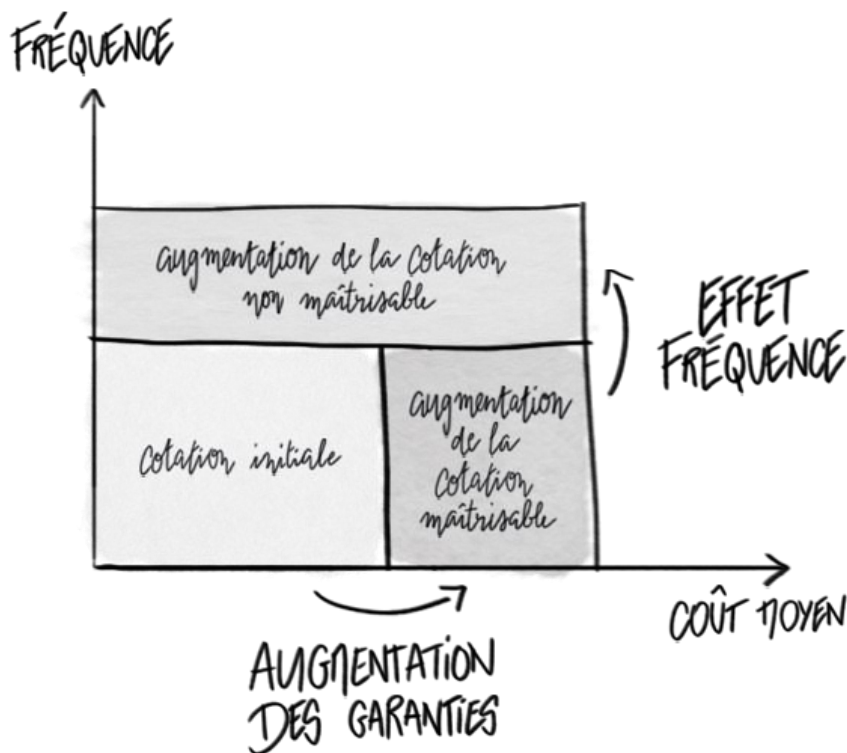 FRÉQUENCE
augmentation de la cotation
non maîtrisable
EFFET
FRÉQUENCE
cotation initiale
augmentation
de la
cotation
maîtrisable
COÛT MOYEN
AUGMENTATION
DES GARANTIES